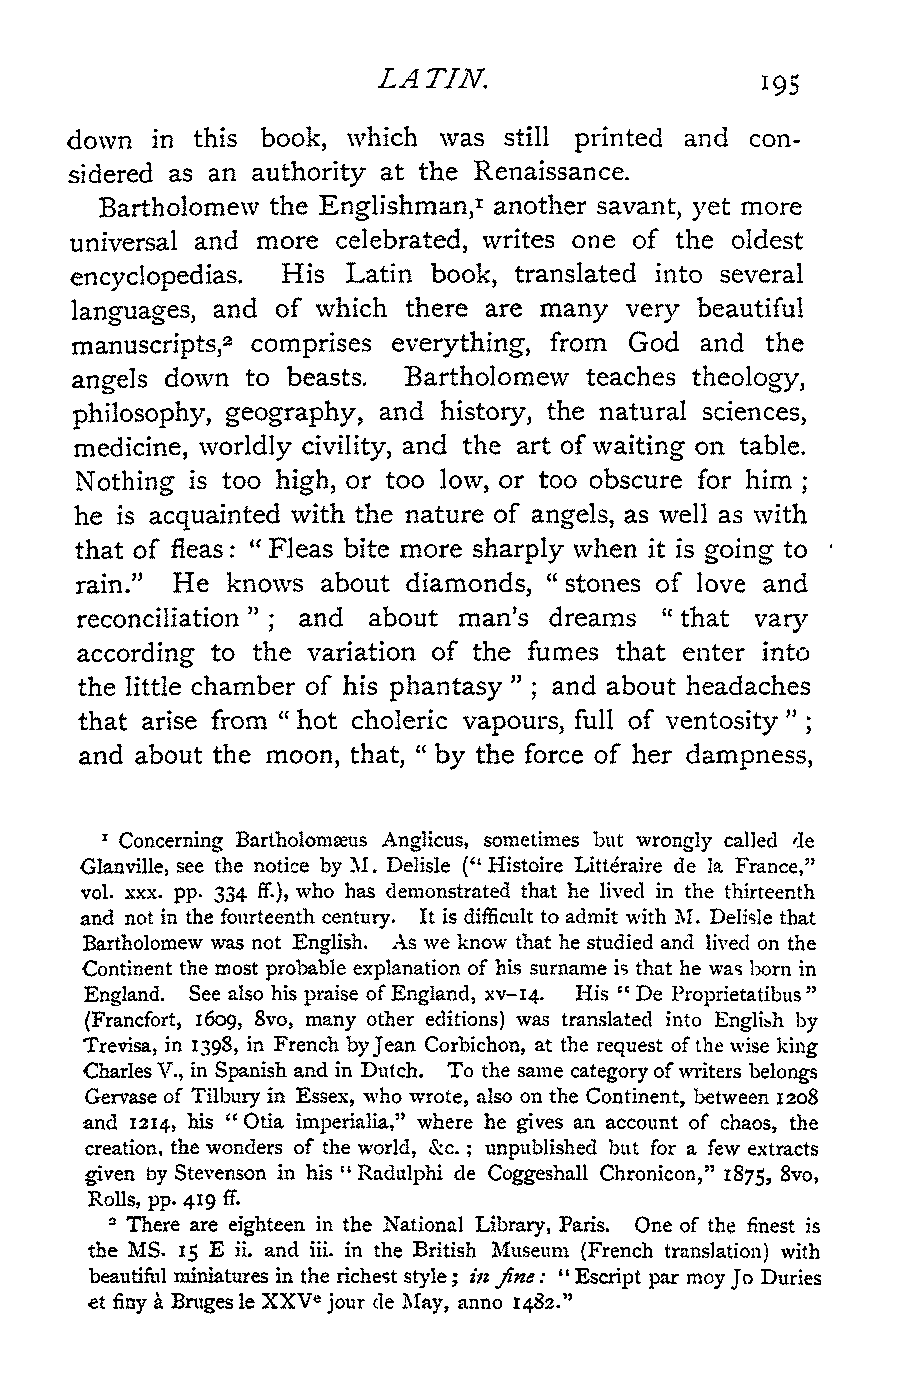 LATIN. 195
down in this book, which was still printed and con-
sidered as an authority at the Renaissance.
Bartholomew the Englishman,¹ another savant, yet more
universal and more celebrated, writes one of the oldest
encyclopedias. His Latin book, translated into several
languages, and of which there are many very beautiful
manuscripts,² comprises everything, from God and the
angels down to beasts. Bartholomew teaches theology,
philosophy, geography, and history, the natural sciences,
medicine, worldly civility, and the art of waiting on table.
Nothing is too high, or too low, or too obscure for him ;
he is acquainted with the nature of angels, as well as with
that of fleas : “ Fleas bite more sharply when it is going to
rain.” He knows about diamonds, “ stones of love and
reconciliation ” ; and about man's dreams “ that vary
according to the variation of the fumes that enter into
the little chamber of his phantasy ” ; and about headaches
that arise from “ hot choleric vapours, full of ventosity ” ;
and about the moon, that, “ by the force of her dampness,
¹ Concerning Bartholomæus Anglicus, sometimes but wrongly called de
Glanville, see the notice by M. Delisle (“ Histoire Littéraire de la France,”
vol. xxx. pp. 334 ff.), who has demonstrated that he lived in the thirteenth
and not in the fourteenth century. It is difficult to admit with M. Delisle that
Bartholomew was not English. As we know that he studied and lived on the
Continent the most probable explanation of his surname is that he was born in
England. See also his praise of England, xv–14. His “ De Proprietatibus ”
(Francfort, 1609, 8vo, many other editions) was translated into English by
Trevisa, in 1398, in French by Jean Corbichon, at the request of the wise king
Charles V., in Spanish and in Dutch. To the same category of writers belongs
Gervase of Tilbury in Essex, who wrote, also on the Continent, between 1208
and 1214, his “ Otia imperialia,” where he gives an account of chaos, the
creation, the wonders of the world, &c. ; unpublished but for a few extracts
given by Stevenson in his “ Radulphi de Coggeshall Chronicon,” 1875, 8vo,
Rolls, pp. 419 ff.
² There are eighteen in the National Library, Paris. One of the finest is
the MS. 15 E ii. and iii. in the British Museum (French translation) with
beautiful miniatures in the richest style ; in fine : “ Escript par moy Jo Duries
et finy à Bruges le XXVᵉ jour de May, anno 1482.”